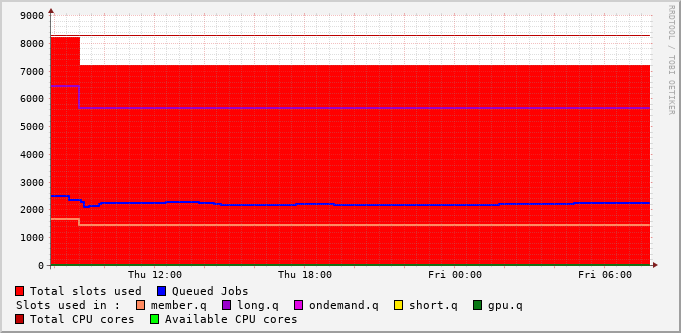 RRDTOOL / TOBI OETIKER
9000
8000
7000
6000
5000
4000
3000
2000
1000
0
Thu 12:00 Thu 18:00 Fri 00:00 Fri 06:00
Total slots used Queued Jobs
Slots used in : member.q long.q ondemand.q short.q gpu.q
Total CPU cores Available CPU cores